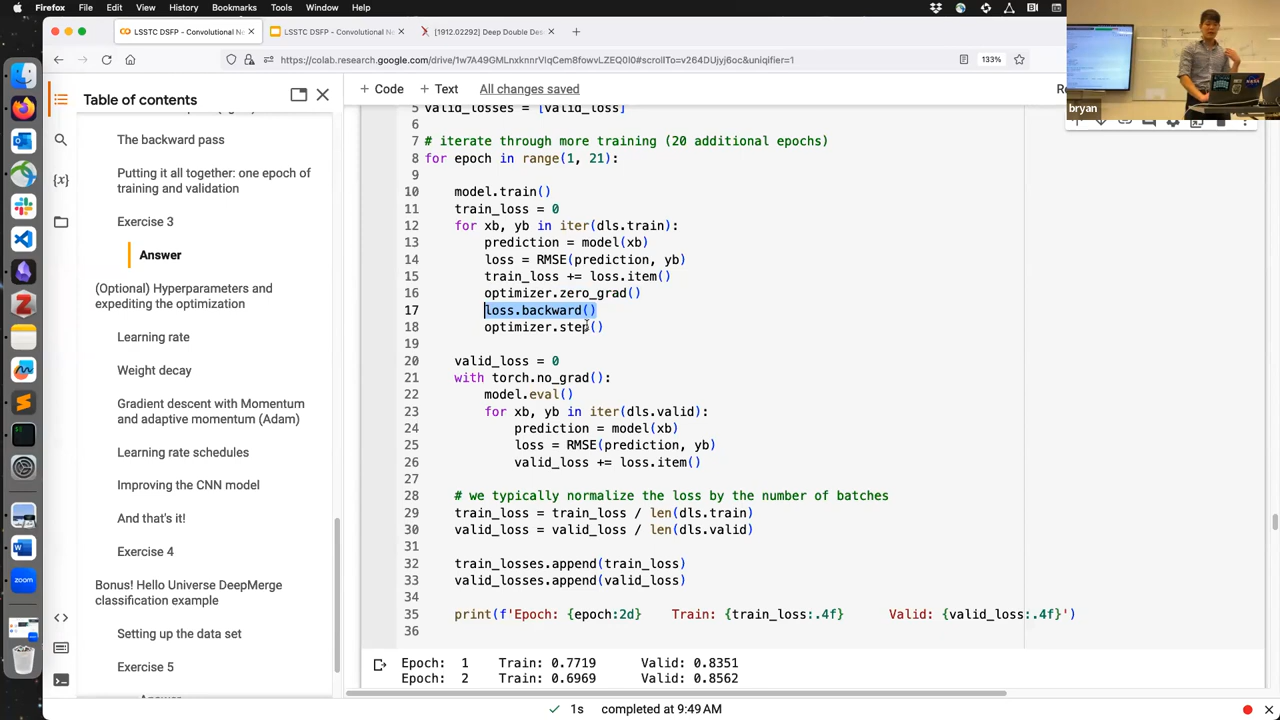 Firefox File Edit View History Bookmarks Tools Window Help
LSSTC DSFP – Convolutional Ne
LSSTC DSFP - Convolutional N
[1912.02292] Deep Double Des
https://colab.research.google.com/drive/1w7A49GMLnxknnrVIqCem8fowvLZEQ0I0#scrollTo=v264DUjyj6oc&uniqifier=1
133%
bryan
Table of contents
The backward pass
Putting it all together: one epoch of
training and validation
Exercise 3
Answer
(Optional) Hyperparameters and
expediting the optimization
Learning rate
Weight decay
Gradient descent with Momentum
and adaptive momentum (Adam)
Learning rate schedules
Improving the CNN model
And that's it!
Exercise 4
Bonus! Hello Universe DeepMerge
classification example
Setting up the data set
Exercise 5
+ Code + Text All changes saved
5 valid_losses = [valid_loss]
6
7 # iterate through more training (20 additional epochs)
8 for epoch in range(1, 21):
9
10 model.train()
11 train_loss = 0
12 for xb, yb in iter(dls.train):
13 prediction = model(xb)
14 loss = RMSE(prediction, yb)
15 train_loss += loss.item()
16 optimizer.zero_grad()
17 loss.backward()
18 optimizer.step()
19
20 valid_loss = 0
21 with torch.no_grad():
22 model.eval()
23 for xb, yb in iter(dls.valid):
24 prediction = model(xb)
25 loss = RMSE(prediction, yb)
26 valid_loss += loss.item()
27
28 # we typically normalize the loss by the number of batches
29 train_loss = train_loss / len(dls.train)
30 valid_loss = valid_loss / len(dls.valid)
31
32 train_losses.append(train_loss)
33 valid_losses.append(valid_loss)
34
35 print(f'Epoch: {epoch:2d} Train: {train_loss:.4f} Valid: {valid_loss:.4f}')
36
Epoch: 1 Train: 0.7719 Valid: 0.8351
Epoch: 2 Train: 0.6969 Valid: 0.8562
1s completed at 9:49 AM
zoom